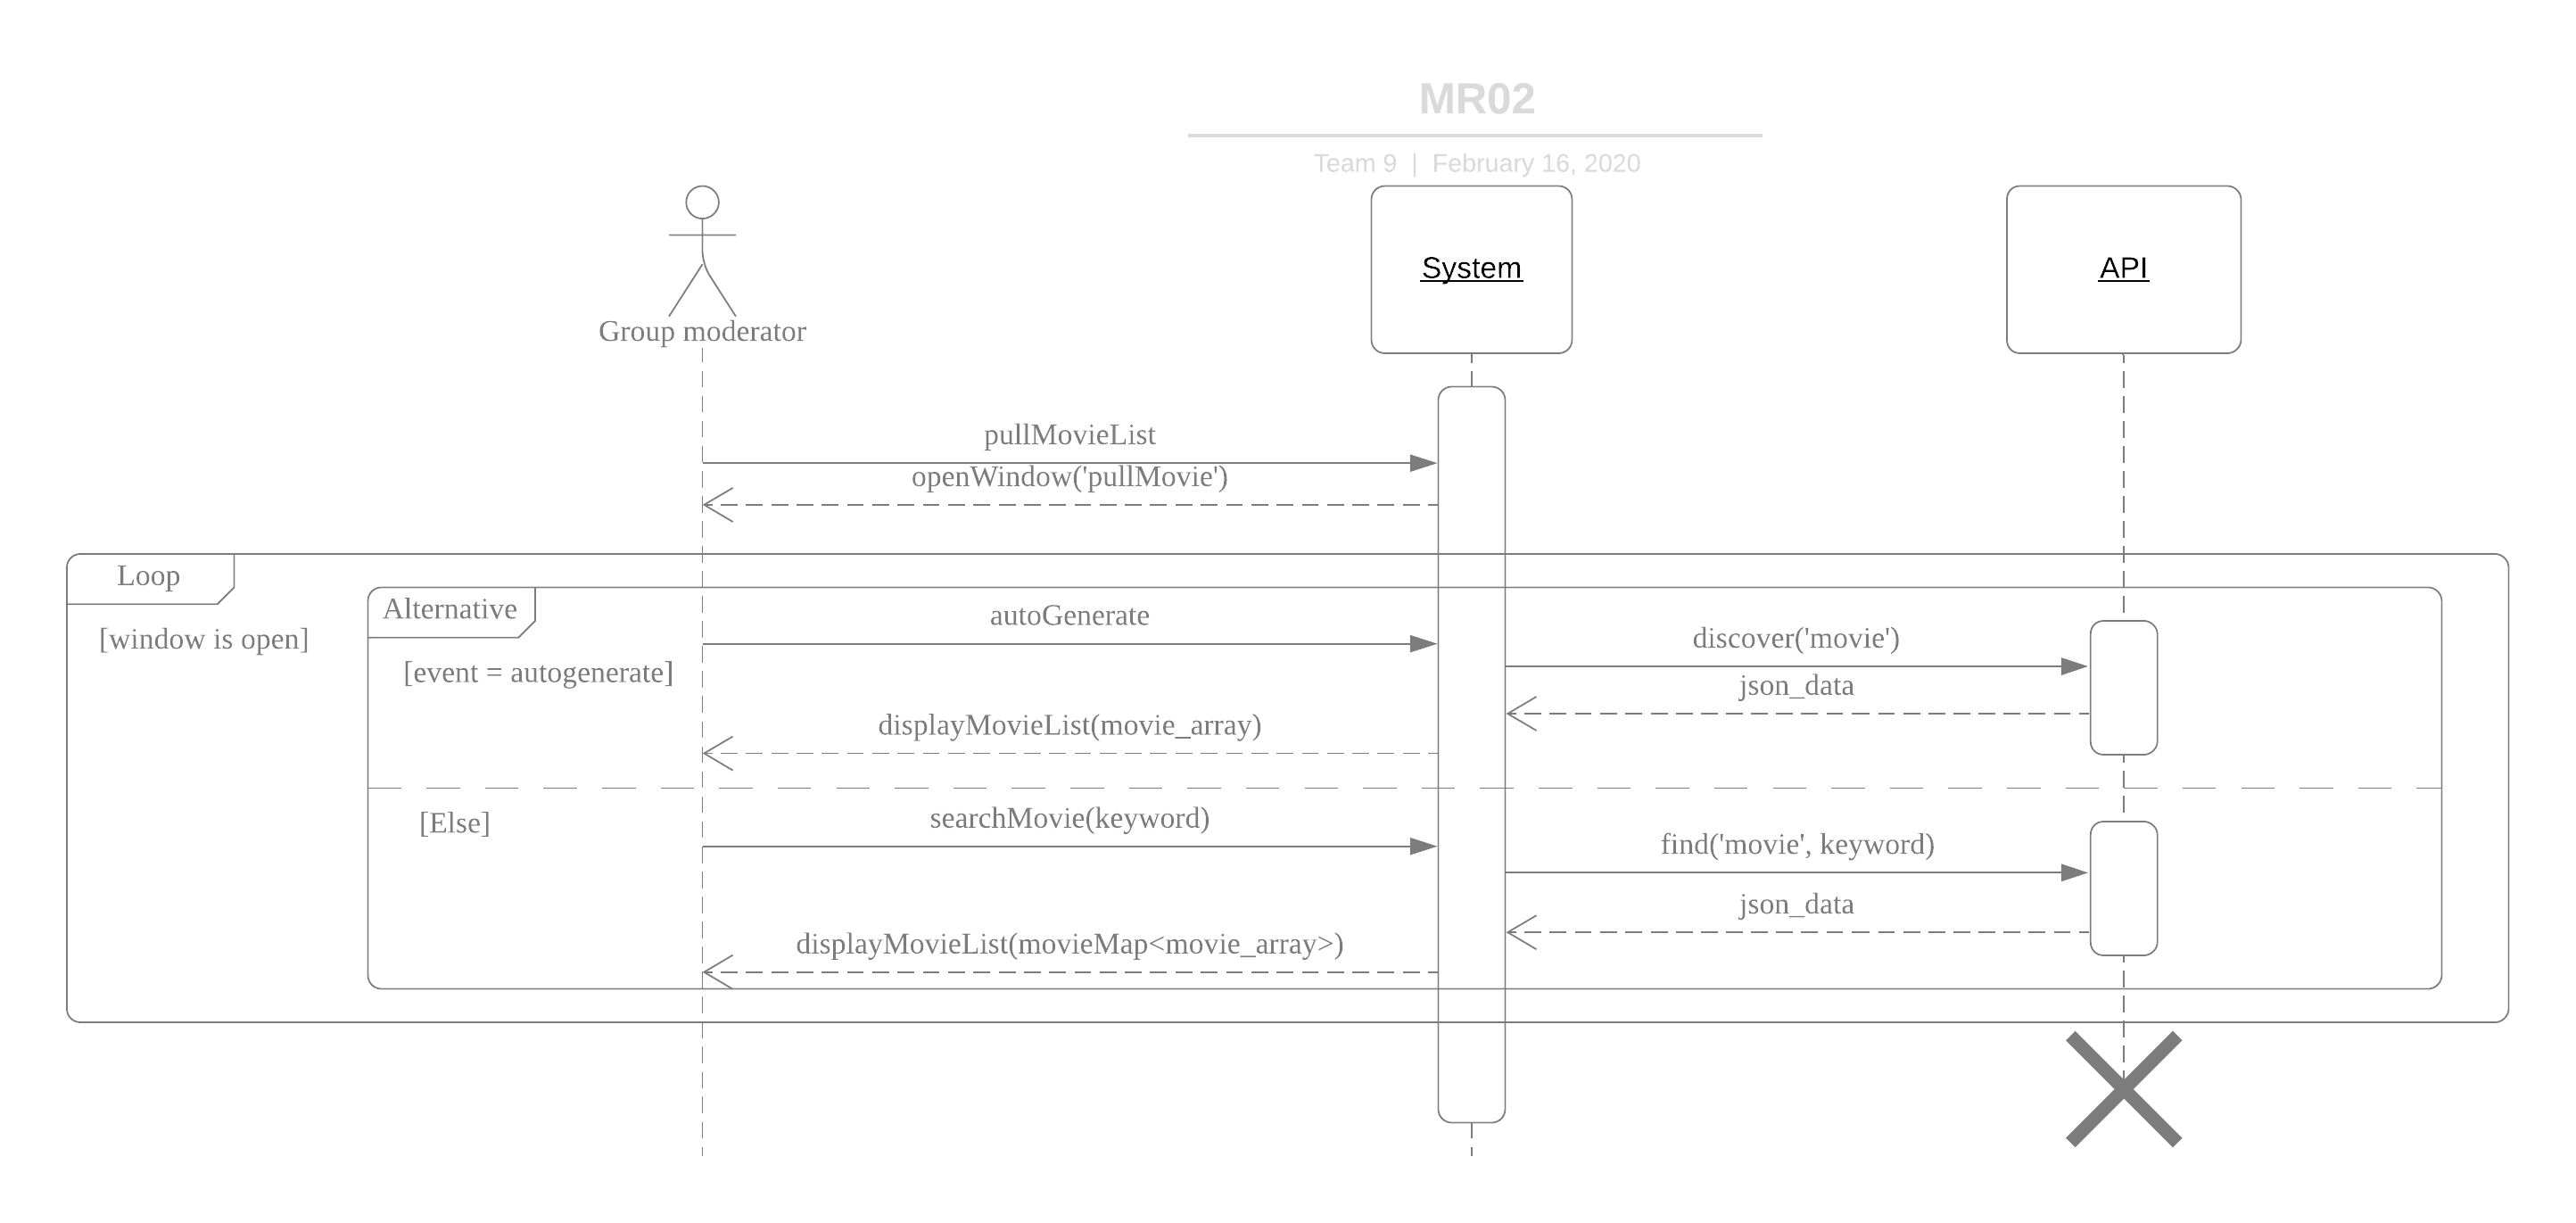 MR02
Team 9 | February 16, 2020
Group moderator
System
API
pullMovieList
openWindow('pullMovie')
Loop
[window is open]
Alternative
[event = autogenerate]
autoGenerate
discover('movie')
json_data
displayMovieList(movie_array)
[Else]
searchMovie(keyword)
find('movie', keyword)
json_data
displayMovieList(movieMap<movie_array>)